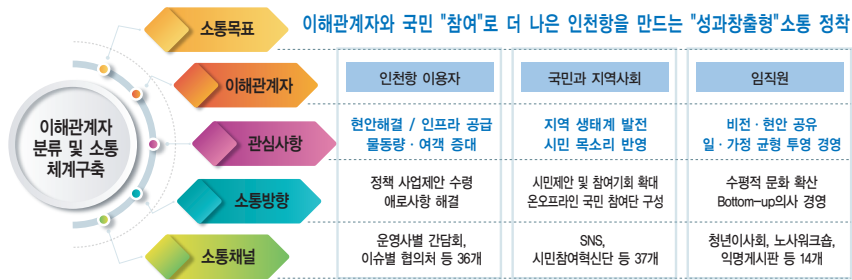 소통목표
이해관계자와 국민 "참여"로 더 나은 인천항을 만드는 "성과창출형"소통 정착
이해관계자
분류 및 소통
체계구축
이해관계자
인천항 이용자
국민과 지역사회
임직원
관심사항
현안해결 / 인프라 공급
물동량 · 여객 증대
지역 생태계 발전
시민 목소리 반영
비전 · 현안 공유
일 · 가정 균형 투영 경영
소통방향
정책 사업제안 수령
애로사항 해결
시민제안 및 참여기회 확대
온오프라인 국민 참여단 구성
수평적 문화 확산
Bottom-up의사 경영
소통채널
운영사별 간담회,
이슈별 협의처 등 36개
SNS,
시민참여혁신단 등 37개
청년이사회, 노사워크숍,
익명게시판 등 14개